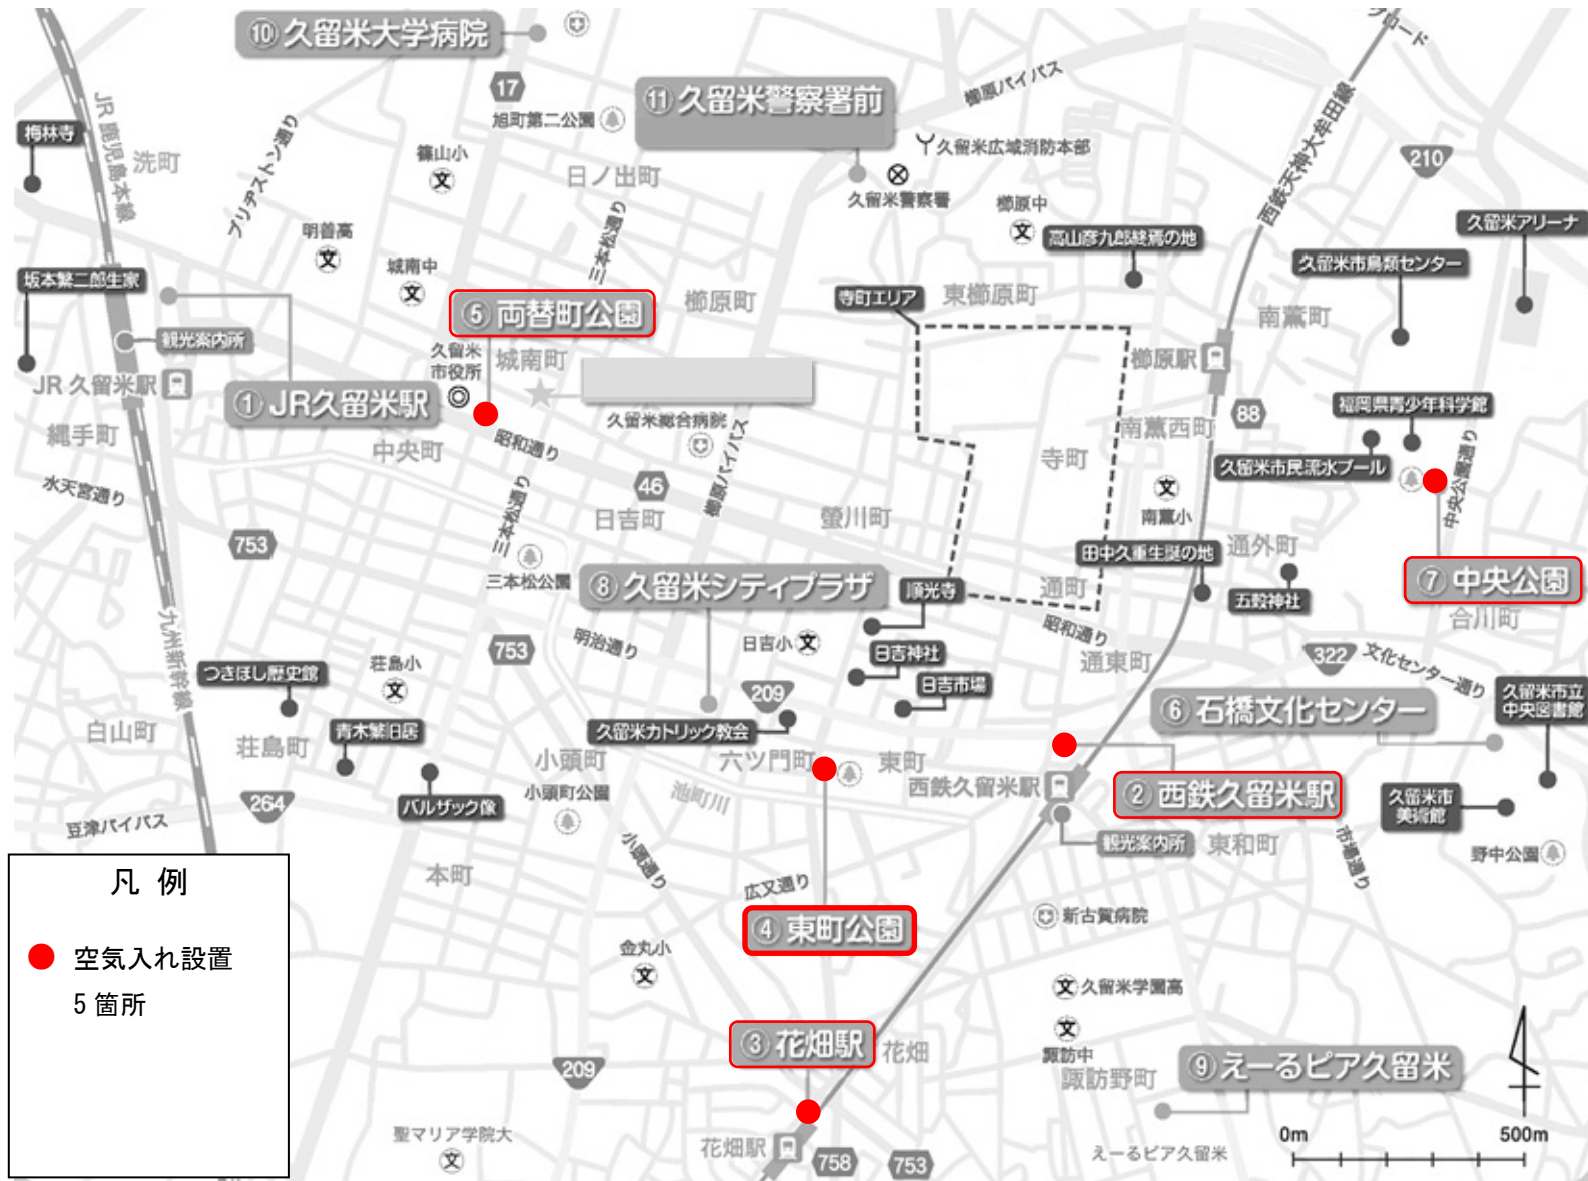 ⑩ 久留米大学病院
17
⑪ 久留米警察署前
旭町第二公園
櫛原バイパス
久留米広域消防本部
久留米警察署
西鉄天神大牟田線
210
JR 鹿児島本線
梅林寺
洗町
ブリヂストン通り
篠山小
文
日ノ出町
三本松通り
明善高
文
城南中
文
櫛原中
文
高山彦九郎終焉の地
久留米アリーナ
久留米市鳥類センター
坂本繁二郎生家
⑤ 両替町公園
櫛原町
寺町エリア
東櫛原町
南薫町
観光案内所
久留米
市役所
城南町
櫛原駅
JR 久留米駅
① JR久留米駅
久留米総合病院
88
福岡県青少年科学館
縄手町
中央町
昭和通り
櫛原バイパス
寺町
南薫西町
久留米市民流水プール
中央公園通り
水天宮通り
三本松通り
46
日吉町
螢川町
文
南薫小
753
三本松公園
田中久重生誕の地
通外町
⑧ 久留米シティプラザ
順光寺
通町
五穀神社
⑦ 中央公園
合川町
九州新幹線
753
明治通り
日吉小
文
日吉神社
昭和通り
通東町
322
文化センター通り
荘島小
文
つきほし歴史館
209
日吉市場
⑥ 石橋文化センター
久留米市立
中央図書館
白山町
荘島町
青木繁旧居
久留米カトリック教会
小頭町
六ツ門町
東町
西鉄久留米駅
② 西鉄久留米駅
久留米市
美術館
264
バルザック像
小頭町公園
池町川
豆津バイパス
小頭通り
観光案内所
東和町
市場通り
野中公園
本町
広又通り
④ 東町公園
新古賀病院
金丸小
文
文
久留米学園高
③ 花畑駅
花畑
文
諏訪中
諏訪野町
⑨ えーるピア久留米
209
聖マリア学院大
文
花畑駅
758
753
えーるピア久留米
0m
500m
凡 例
空気入れ設置
5 箇所